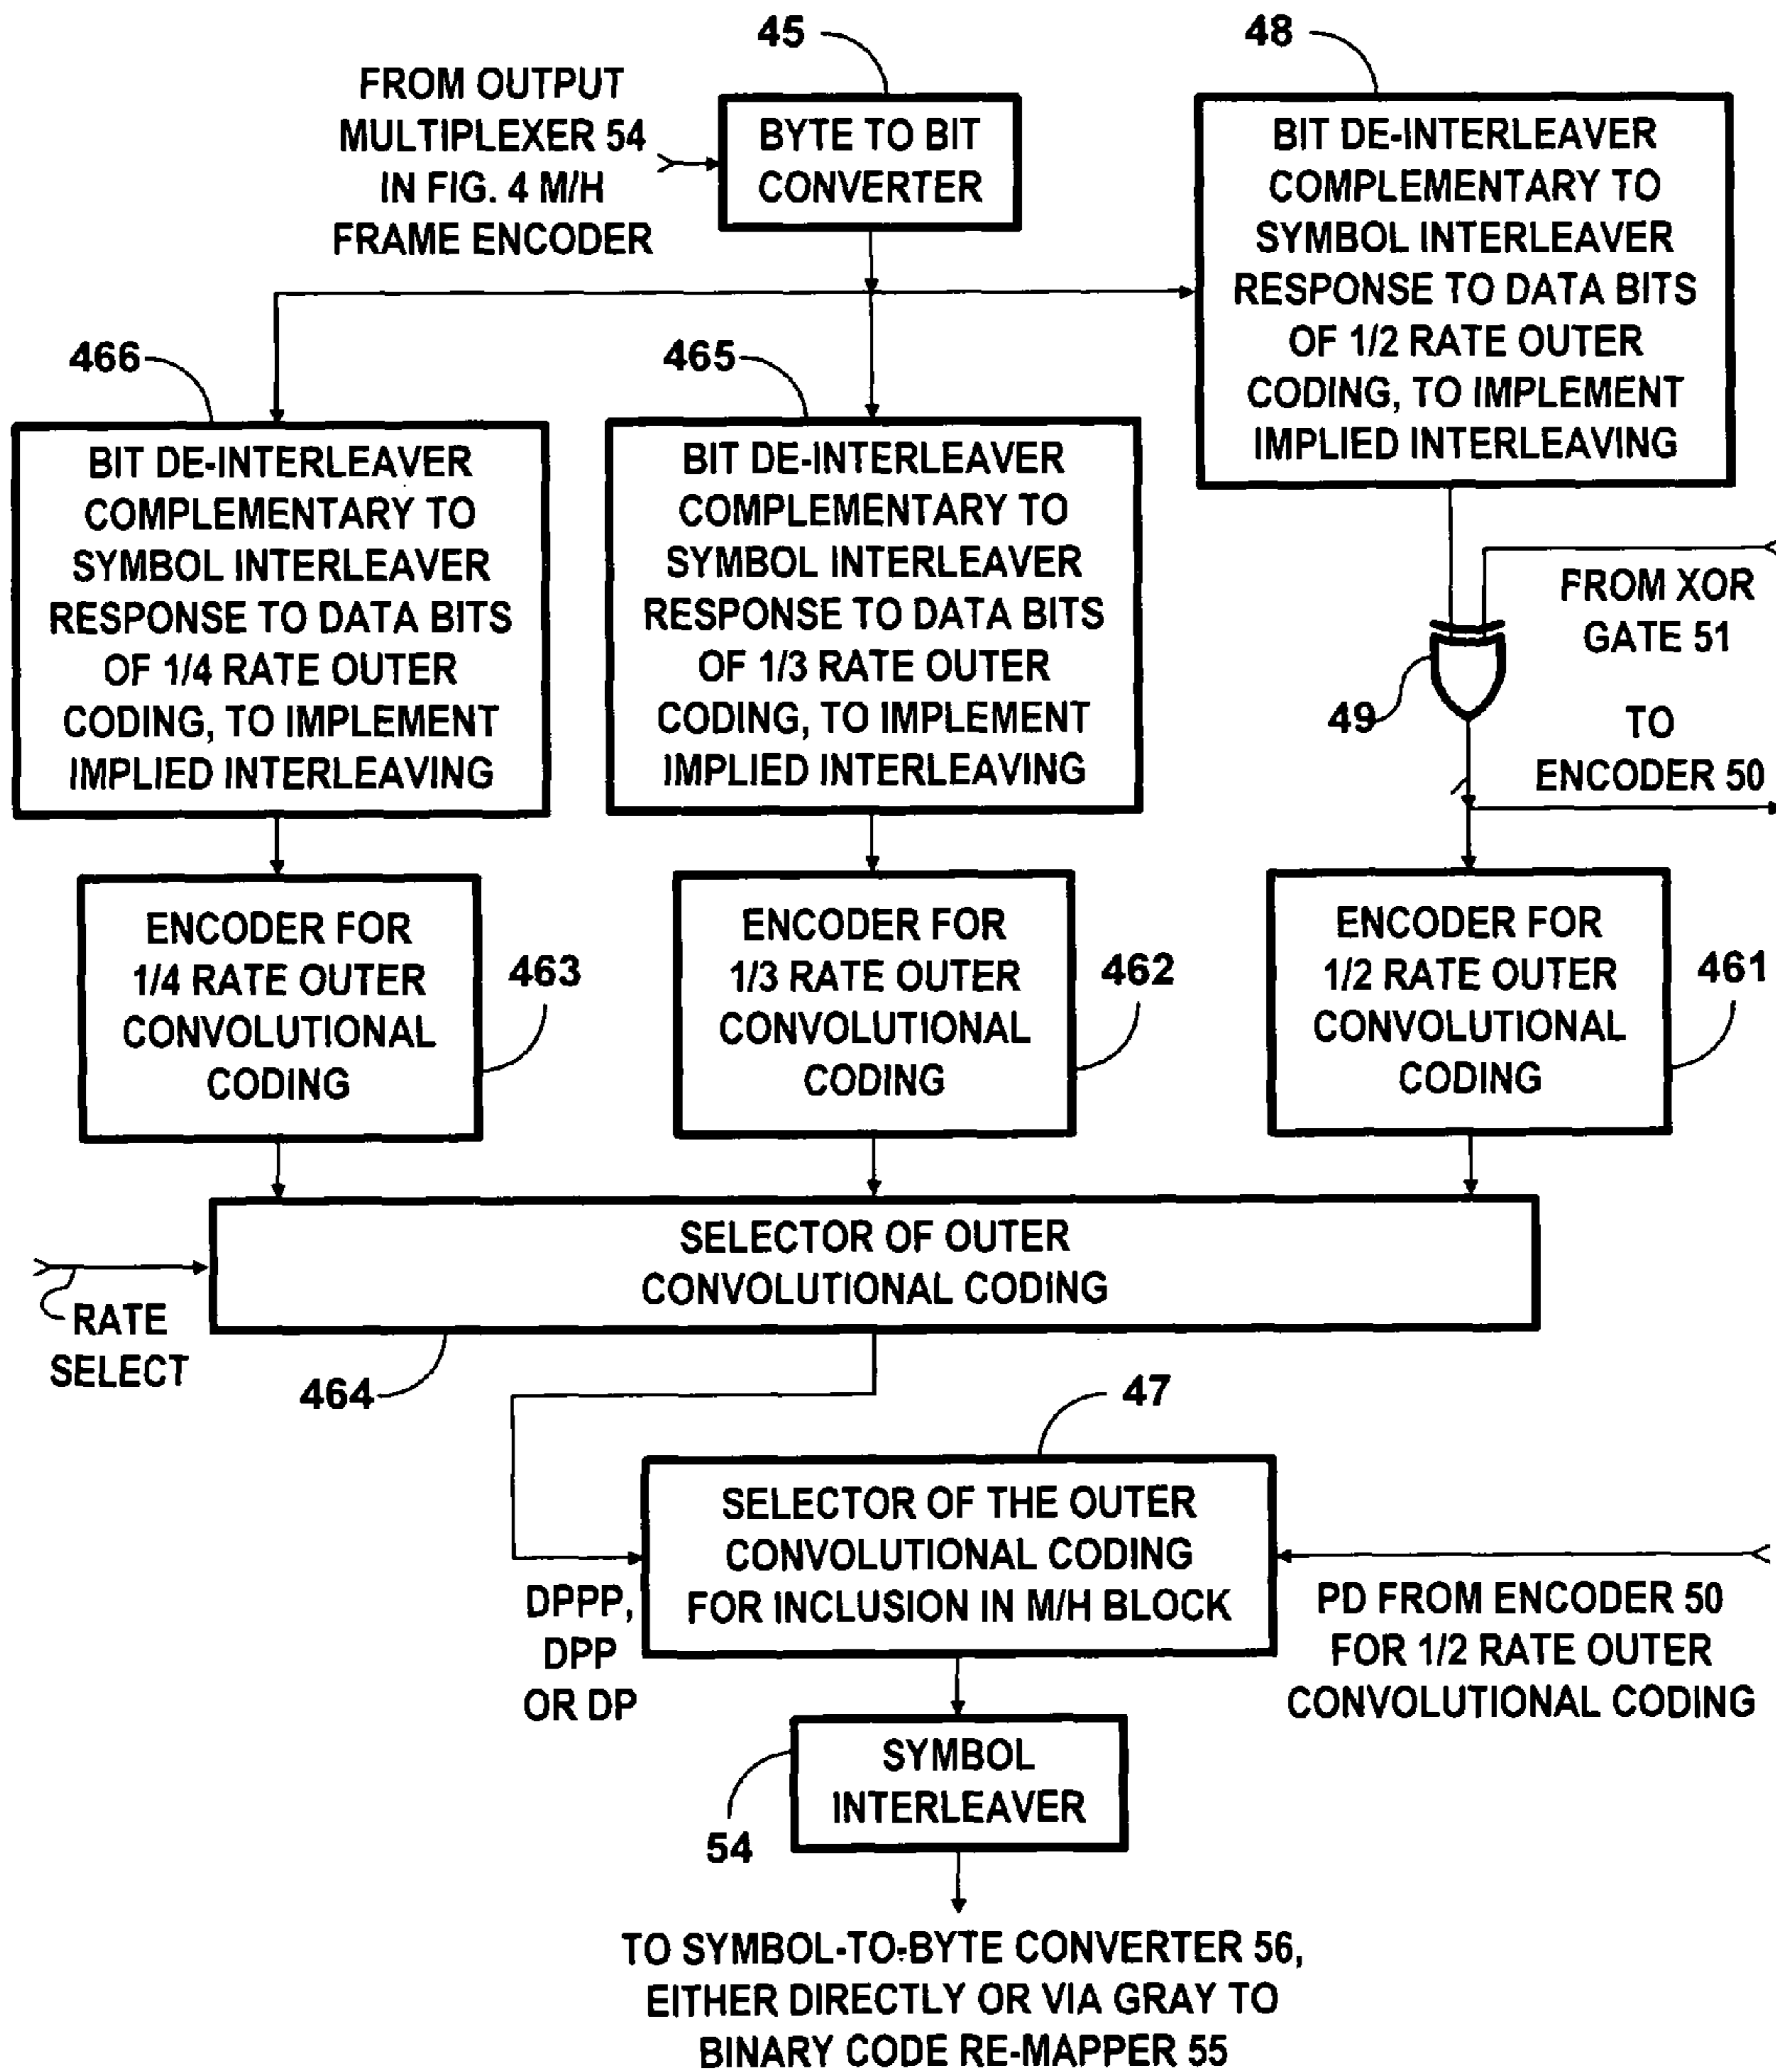 45
48
FROM OUTPUT
MULTIPLEXER 54
IN FIG. 4 M/H
FRAME ENCODER
BYTE TO BIT
CONVERTER
BIT DE-INTERLEAVER
COMPLEMENTARY TO
SYMBOL INTERLEAVER
RESPONSE TO DATA BITS
OF 1/2 RATE OUTER
CODING, TO IMPLEMENT
IMPLIED INTERLEAVING
466
465
BIT DE-INTERLEAVER
COMPLEMENTARY TO
SYMBOL INTERLEAVER
RESPONSE TO DATA BITS
OF 1/4 RATE OUTER
CODING, TO IMPLEMENT
IMPLIED INTERLEAVING
BIT DE-INTERLEAVER
COMPLEMENTARY TO
SYMBOL INTERLEAVER
RESPONSE TO DATA BITS
OF 1/3 RATE OUTER
CODING, TO IMPLEMENT
IMPLIED INTERLEAVING
FROM XOR
GATE 51
49
TO
ENCODER 50
ENCODER FOR
1/4 RATE OUTER
CONVOLUTIONAL
CODING
463
ENCODER FOR
1/3 RATE OUTER
CONVOLUTIONAL
CODING
462
ENCODER FOR
1/2 RATE OUTER
CONVOLUTIONAL
CODING
461
SELECTOR OF OUTER
CONVOLUTIONAL CODING
RATE
SELECT
464
47
SELECTOR OF THE OUTER
CONVOLUTIONAL CODING
FOR INCLUSION IN M/H BLOCK
DPPP,
DPP
OR DP
PD FROM ENCODER 50
FOR 1/2 RATE OUTER
CONVOLUTIONAL CODING
SYMBOL
INTERLEAVER
54
TO SYMBOL-TO-BYTE CONVERTER 56,
EITHER DIRECTLY OR VIA GRAY TO
BINARY CODE RE-MAPPER 55